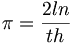 π = 2ln / th